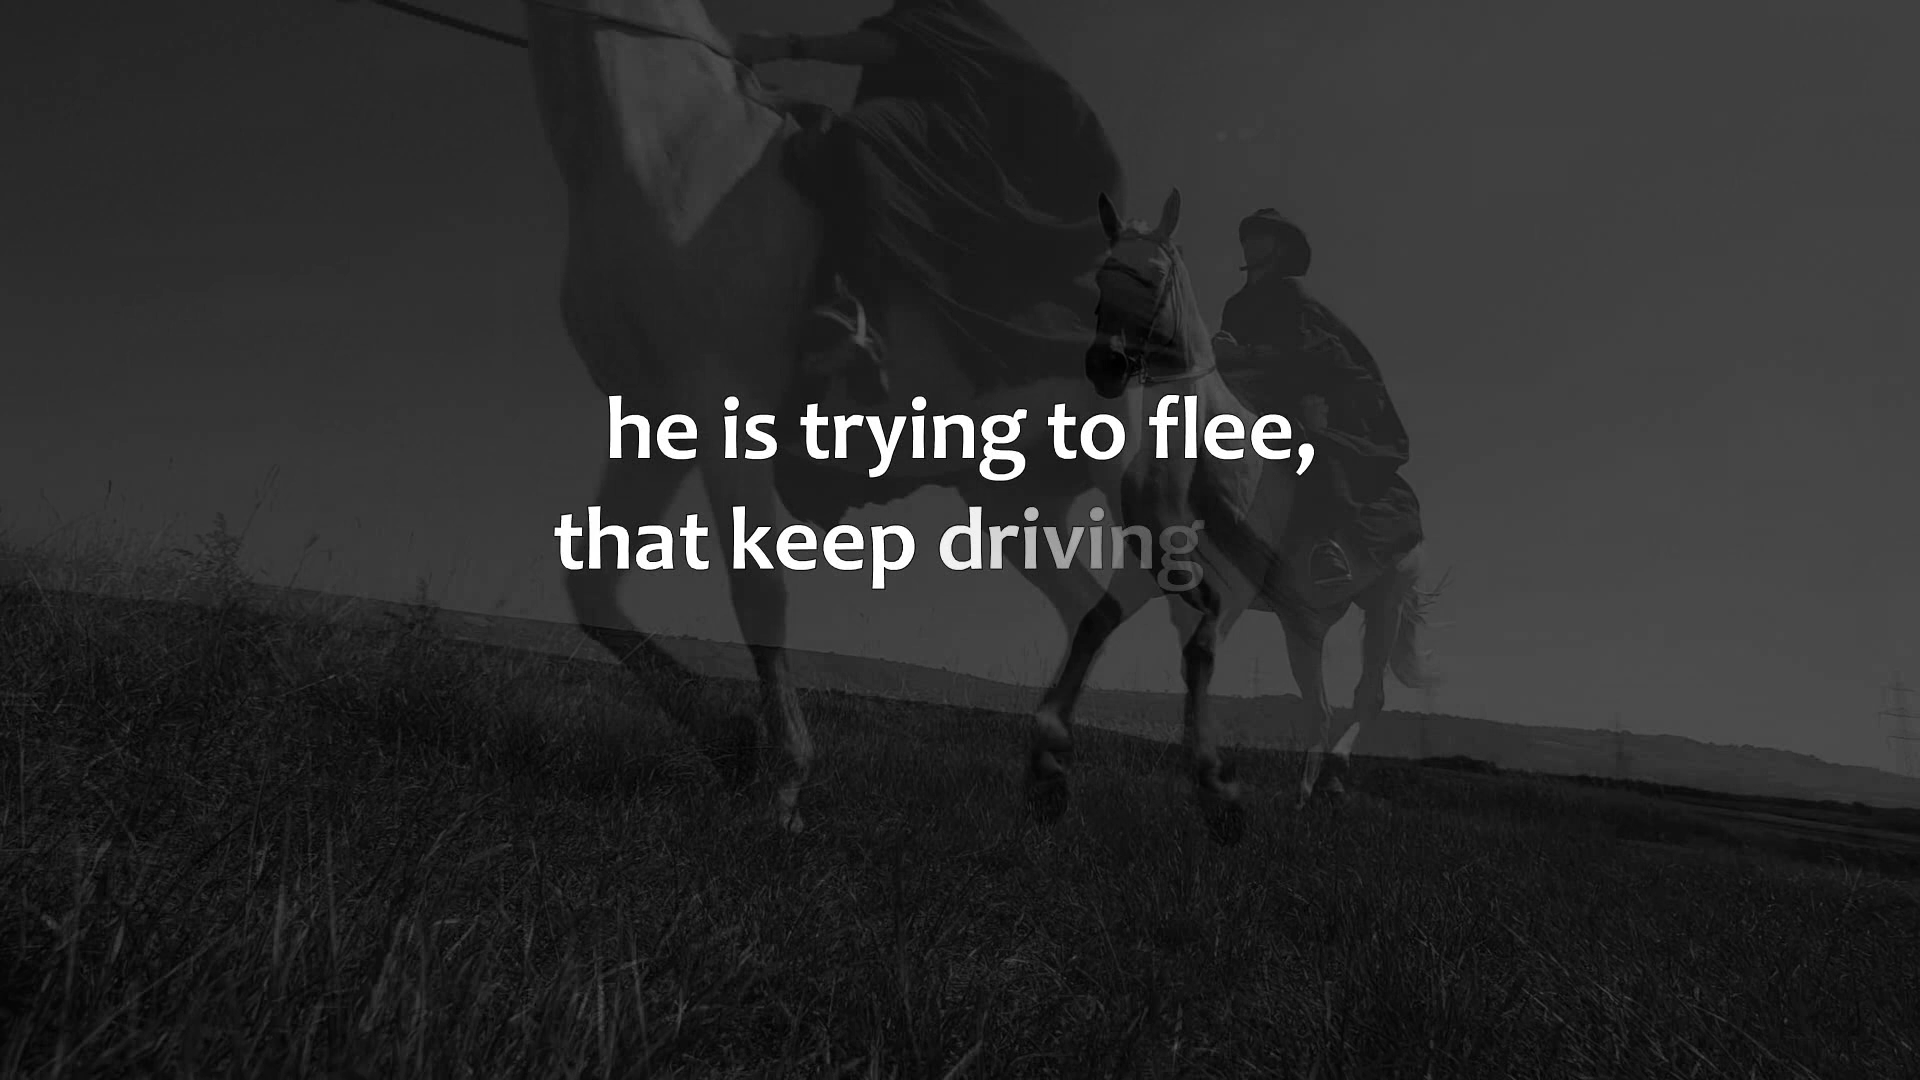 he is trying to flee,
that keep driving